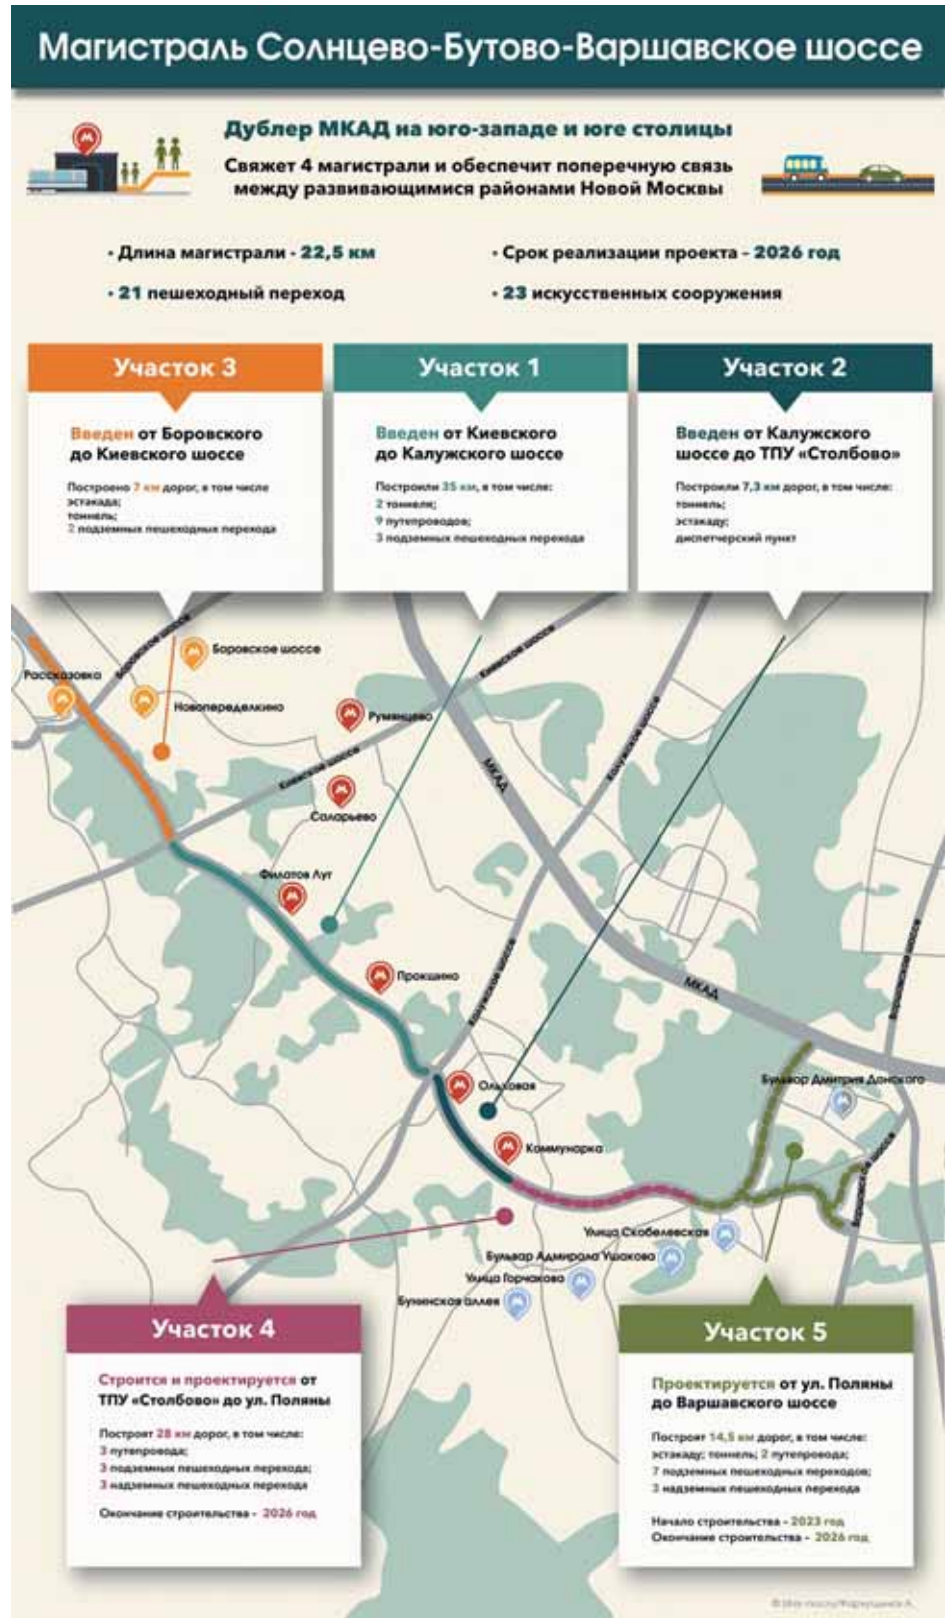 Магистраль Солнцево-Бутово-Варшавское шоссе
Дублер МКАД на юго-западе и юге столицы
Свяжет 4 магистрали и обеспечит поперечную связь
между развивающимися районами Новой Москвы
• Длина магистрали - 22,5 км
• Срок реализации проекта – 2026 год
• 21 пешеходный переход
• 23 искусственных сооружения
Участок 3
Введен от Боровского
до Киевского шоссе
Построено 7 км дорог, в том числе
эстакада;
тоннель;
2 подземных пешеходных перехода
Участок 1
Введен от Киевского
до Калужского шоссе
Построили 35 км, в том числе:
2 тоннеля;
9 путепроводов;
3 подземных пешеходных перехода
Участок 2
Введен от Калужского
шоссе до ТПУ «Столбово»
Построили 7,3 км дорог, в том числе:
тоннель;
эстакаду;
диспетчерский пункт
Боровское шоссе
Киевское шоссе
Боровское шоссе
Рассказовка
Новопеределкино
Румянцево
Калужское шоссе
МКАД
Киевское шоссе
Саларьево
Филатов Луг
Прокшино
Калужское шоссе
МКАД
Варшавское шоссе
Ольховая
Бульвар Дмитрия Донского
Коммунарка
Варшавское шоссе
Улица Скобелевская
Бульвар Адмирала Ушакова
Улица Горчакова
Бунинская аллея
Участок 4
Строится и проектируется от
ТПУ «Столбово» до ул. Поляны
Построят 28 км дорог, в том числе:
3 путепровода;
3 подземных пешеходных перехода;
3 надземных пешеходных перехода
Окончание строительства - 2026 год
Участок 5
Проектируется от ул. Поляны
до Варшавского шоссе
Построят 14,5 км дорог, в том числе:
эстакаду; тоннель; 2 путепровода;
7 подземных пешеходных переходов;
3 надземных пешеходных перехода
Начало строительства – 2023 год
Окончание строительства - 2026 год